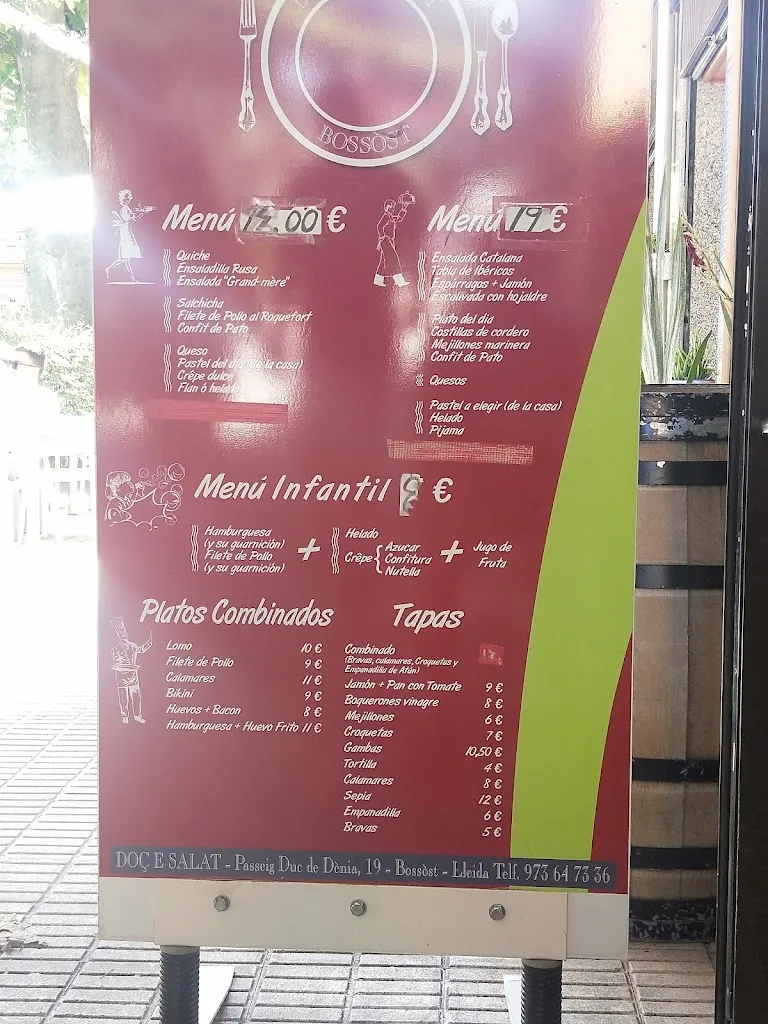 BOSSÒST
Menú €
Quiche
Ensaladilla Rusa
Ensalada "Grand-mère"
Salchicha
Filete de Pollo al Roquefort
Confit de Pato
Queso
Pastel del día (de la casa)
Crêpe dulce
Flan ó helado
Menú 19 €
Ensalada Catalana
Tabla de Ibéricos
Espárragos + Jamón
Escalivada con hojaldre
Plato del día
Costillas de cordero
Mejillones marinera
Confit de Pato
Quesos
Pastel a elegir (de la casa)
Helado
Pijama
Menú Infantil €
Hamburguesa
(y su guarnición)
Filete de Pollo
(y su guarnición)
+
Helado
Crêpe { Azucar
Confitura
Nutella
+
Jugo de
Fruta
Platos Combinados
Lomo 10 €
Filete de Pollo 9 €
Calamares 11 €
Bikini 9 €
Huevos + Bacon 8 €
Hamburguesa + Huevo Frito 11 €
Tapas
Combinado
(Bravas, calamares, Croquetas y
Empanadilla de Atún)
Jamón + Pan con Tomate 9 €
Boquerones vinagre 8 €
Mejillones 6 €
Croquetas 7 €
Gambas 10,50 €
Tortilla 4 €
Calamares 8 €
Sepia 12 €
Empanadilla 6 €
Bravas 5 €
DOÇ E SALAT - Passeig Duc de Dènia, 19 - Bossòst - Lleida Telf. 973 64 73 36